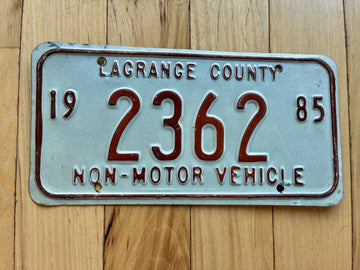 LAGRANGE COUNTY
19 2362 85
NON-MOTOR VEHICLE